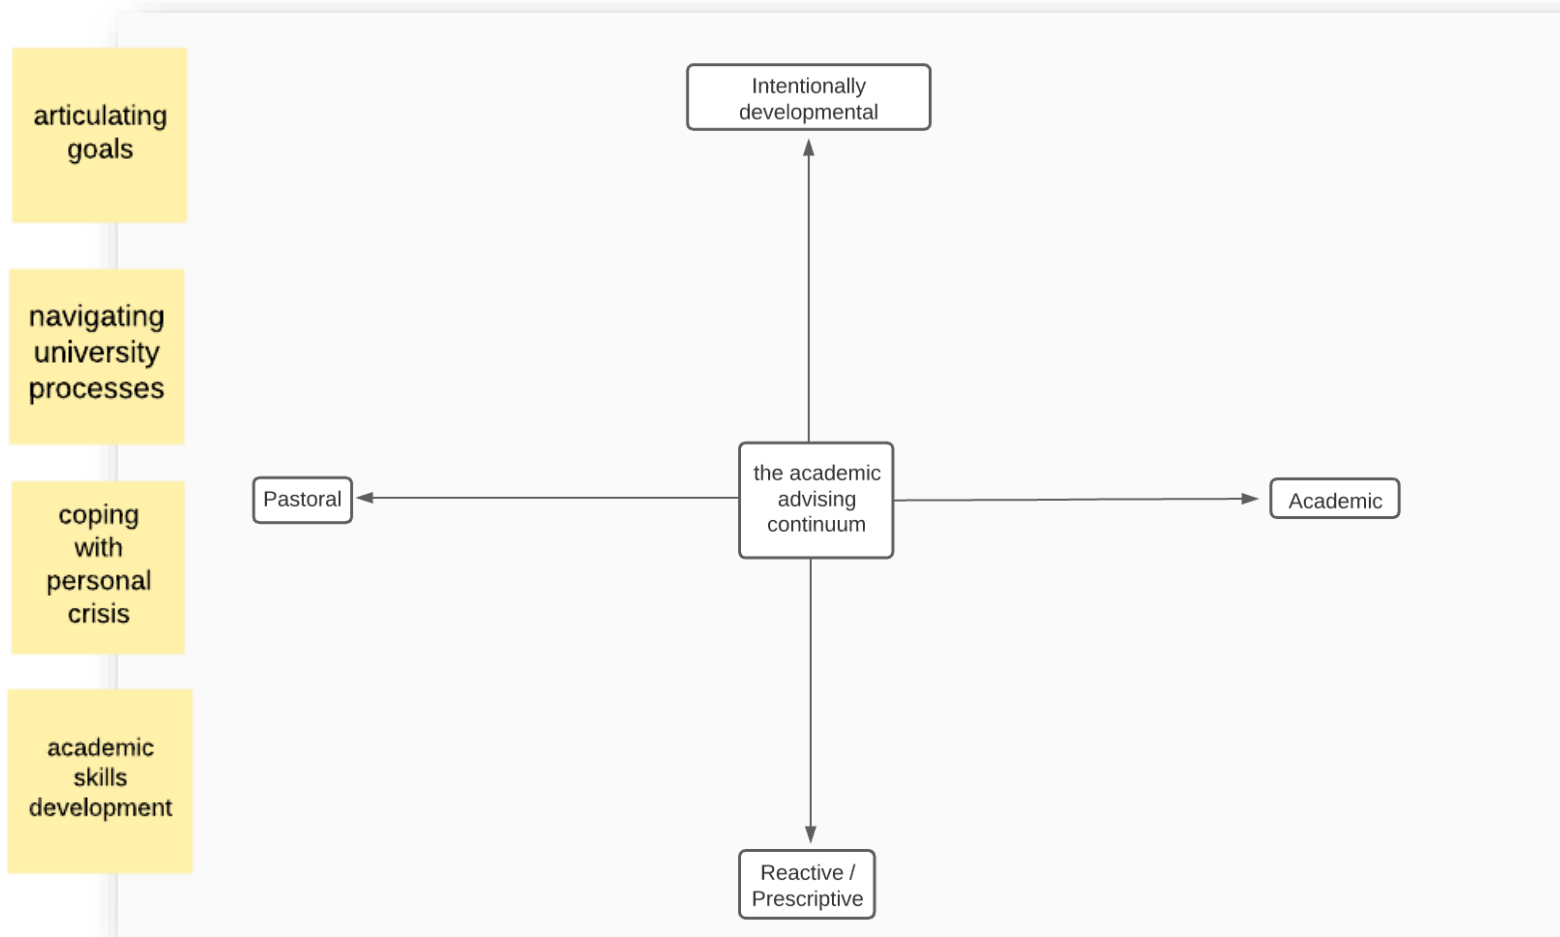 articulating
goals
navigating
university
processes
coping
with
personal
crisis
academic
skills
development
Intentionally
developmental
Pastoral
the academic
advising
continuum
Academic
Reactive /
Prescriptive